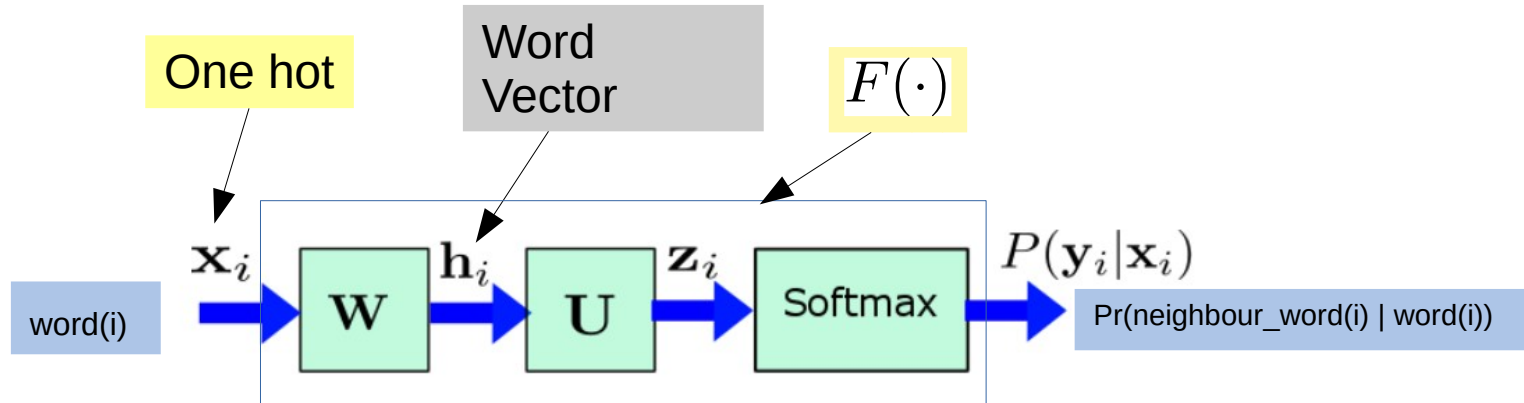 One hot
Word
Vector
F(·)
x_i
h_i
z_i
P(y_i|x_i)
word(i)
W
U
Softmax
Pr(neighbour_word(i) | word(i))